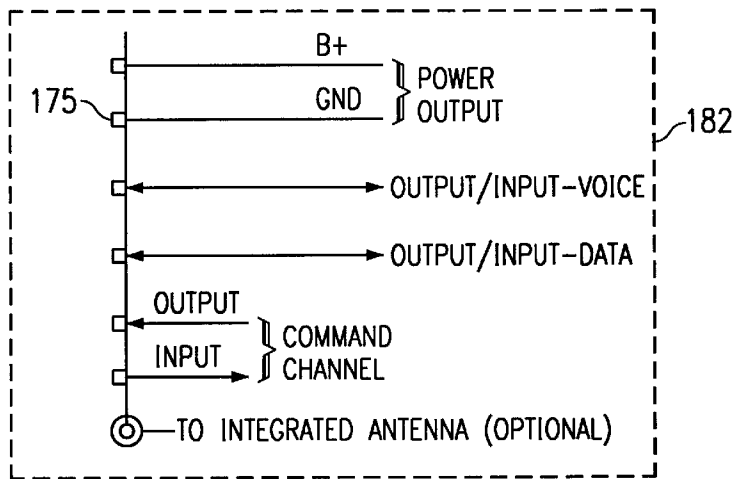 B+
POWER
175
GND
OUTPUT
182
OUTPUT/INPUT-VOICE
OUTPUT/INPUT-DATA
OUTPUT
COMMAND
INPUT
CHANNEL
TO INTEGRATED ANTENNA (OPTIONAL)